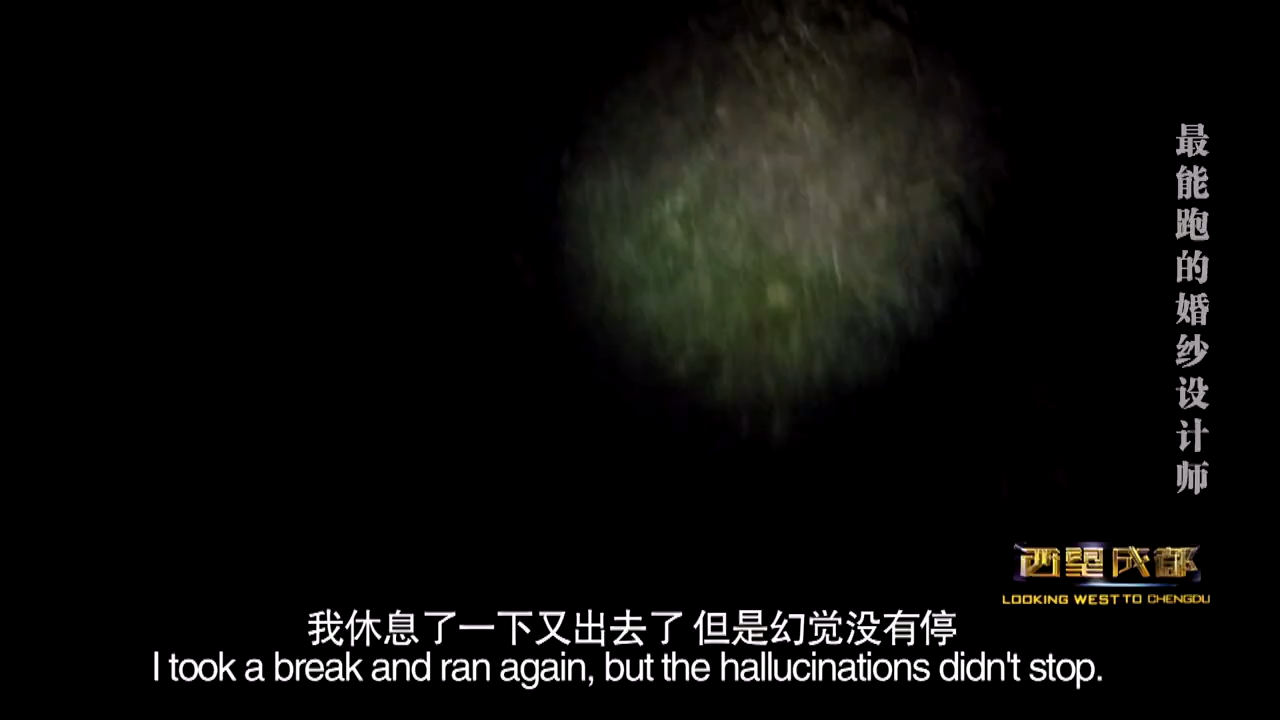 最能跑的婚纱设计师
西望成都
LOOKING WEST TO CHENGDU
我休息了一下又出去了 但是幻觉没有停
I took a break and ran again, but the hallucinations didn't stop.